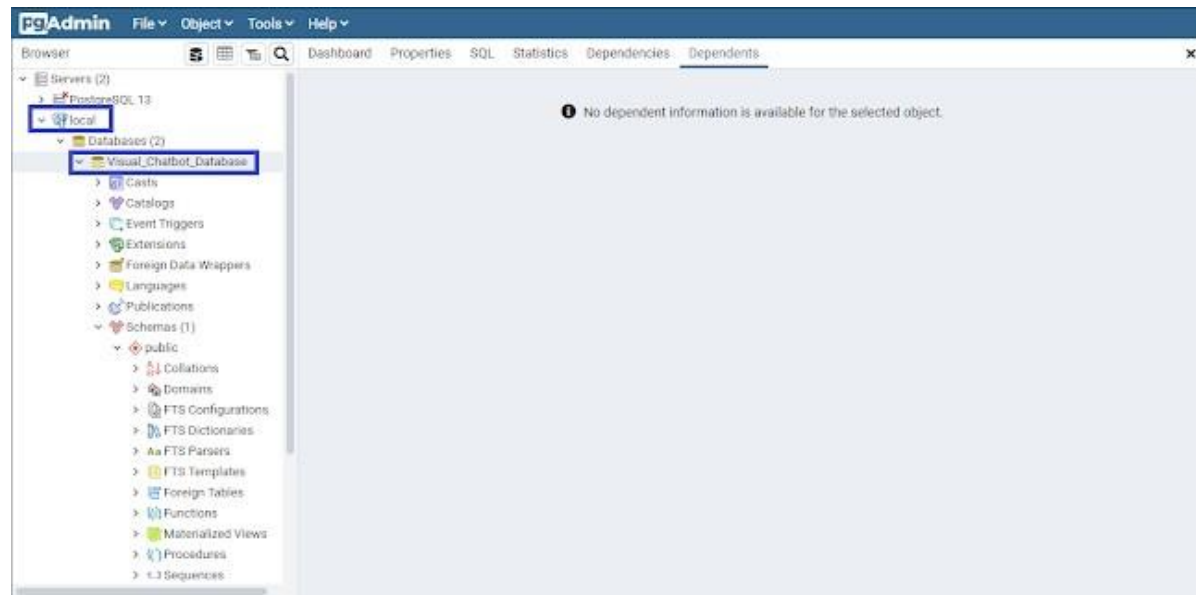 pgAdmin File Object Tools Help
Browser Dashboard Properties SQL Statistics Dependencies Dependents
Servers (2)
PostgreSQL 13
No dependent information is available for the selected object.
local
Databases (2)
Visual_Chatbot_Database
Casts
Catalogs
Event Triggers
Extensions
Foreign Data Wrappers
Languages
Publications
Schemas (1)
public
Collations
Domains
FTS Configurations
FTS Dictionaries
Aa FTS Parsers
FTS Templates
Foreign Tables
Functions
Materialized Views
Procedures
1..3 Sequences